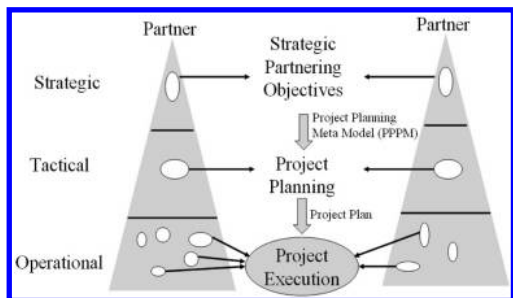 Partner
Partner
Strategic
Strategic
Partnering
Objectives
Project Planning
Meta Model (PPPM)
Tactical
Project
Planning
Project Plan
Operational
Project
Execution